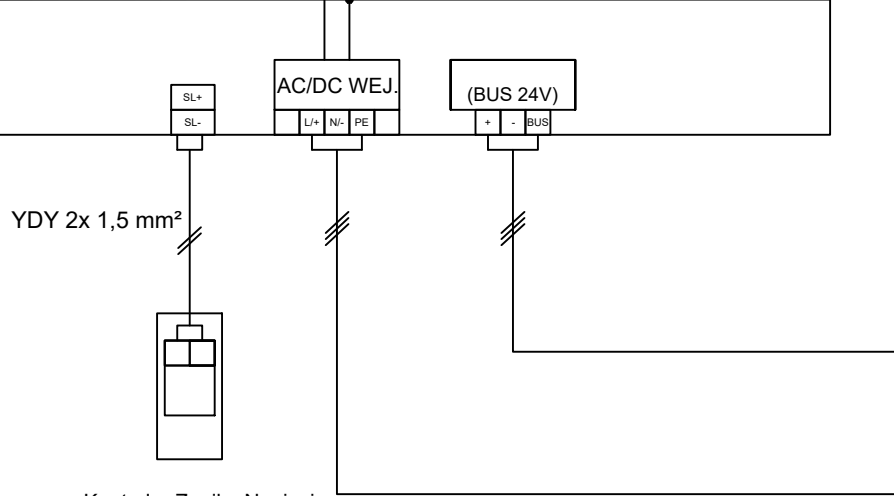 AC/DC WEJ.
(BUS 24V)
SL+
SL-
L/+ N/- PE
+ - BUS
YDY 2x 1,5 mm²